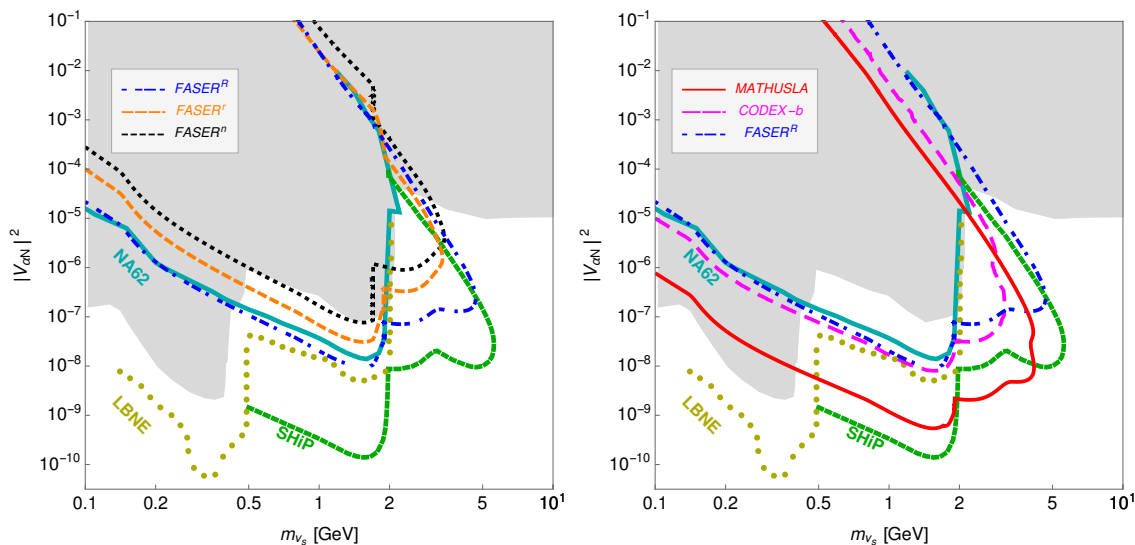 10⁻¹
10⁻²
10⁻³
10⁻⁴
10⁻⁵
10⁻⁶
10⁻⁷
10⁻⁸
10⁻⁹
10⁻¹⁰
|V_αN|²
FASER^R
FASER^r
FASER^n
NA62
LBNE
SHiP
0.1 0.2 0.5 1 2 5 10¹
m_νs [GeV]
10⁻¹
10⁻²
10⁻³
10⁻⁴
10⁻⁵
10⁻⁶
10⁻⁷
10⁻⁸
10⁻⁹
10⁻¹⁰
|V_αN|²
MATHUSLA
CODEX-b
FASER^R
NA62
LBNE
SHiP
0.1 0.2 0.5 1 2 5 10¹
m_νs [GeV]